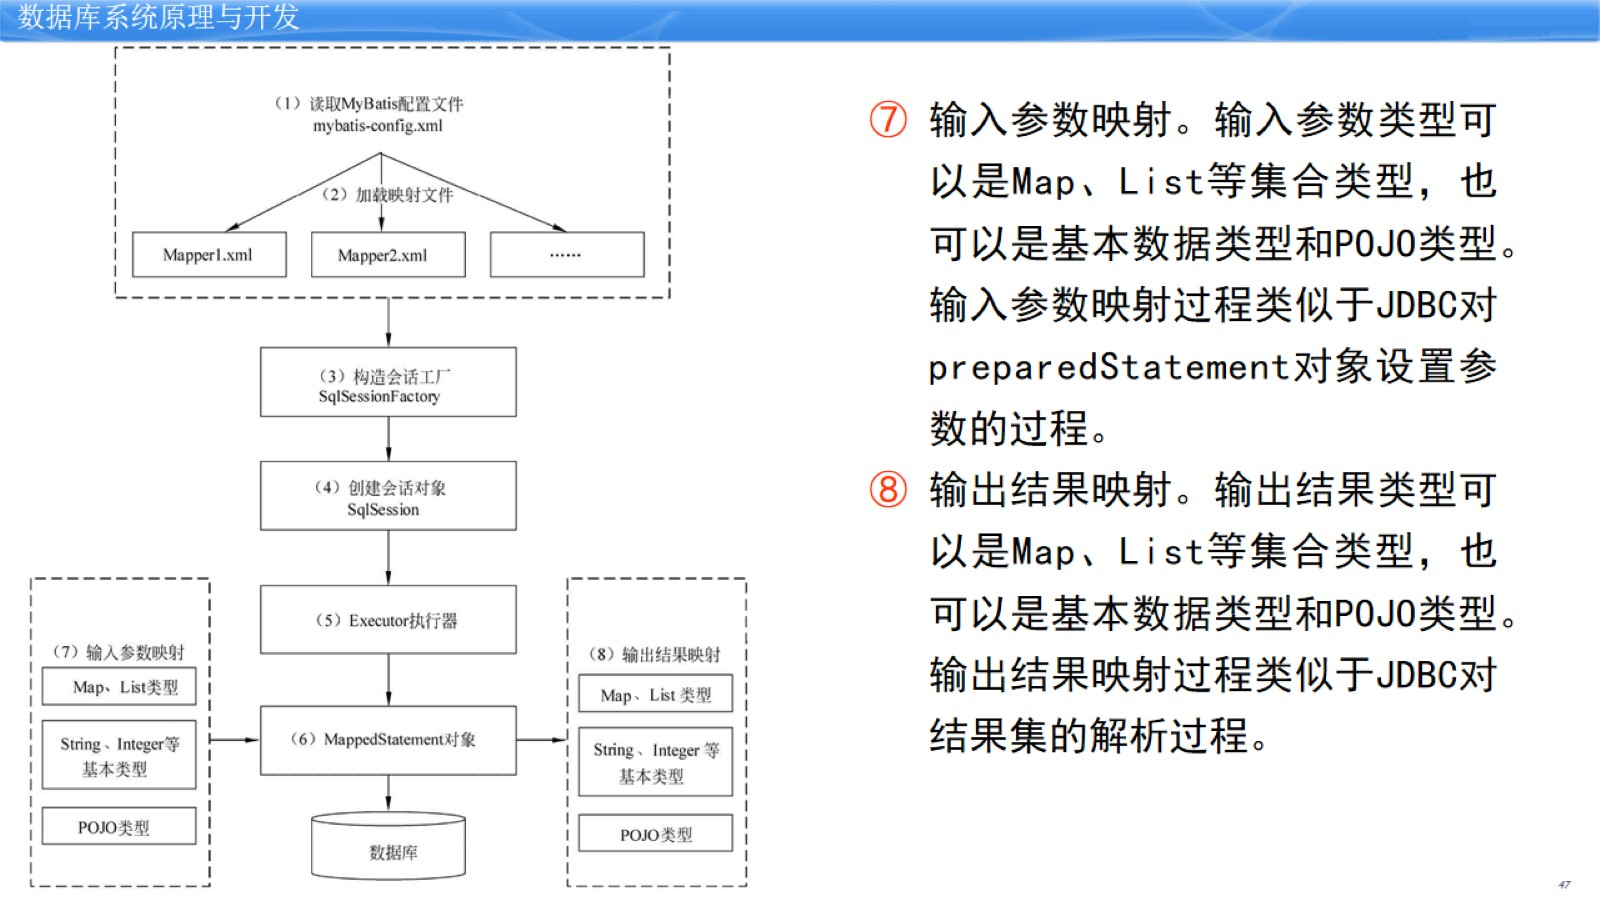 数据库系统原理与开发
（1）读取MyBatis配置文件
mybatis-config.xml
（2）加载映射文件
Mapper1.xml
Mapper2.xml
······
（3）构造会话工厂
SqlSessionFactory
（4）创建会话对象
SqlSession
（5）Executor执行器
（6）MappedStatement对象
数据库
（7）输入参数映射
Map、List类型
String、Integer等
基本类型
POJO类型
（8）输出结果映射
Map、List 类型
String、Integer 等
基本类型
POJO类型
⑦ 输入参数映射。输入参数类型可
以是Map、List等集合类型，也
可以是基本数据类型和POJO类型。
输入参数映射过程类似于JDBC对
preparedStatement对象设置参
数的过程。
⑧ 输出结果映射。输出结果类型可
以是Map、List等集合类型，也
可以是基本数据类型和POJO类型。
输出结果映射过程类似于JDBC对
结果集的解析过程。
47